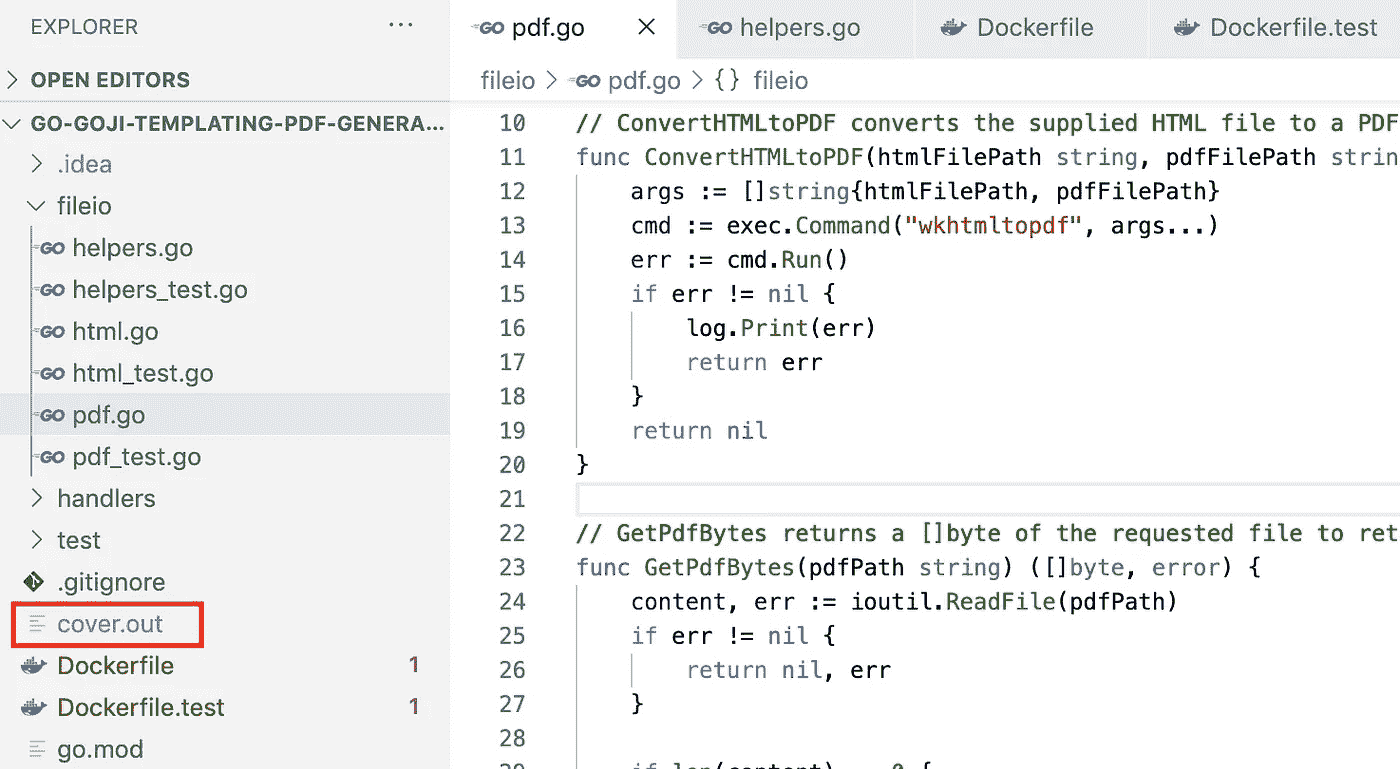 EXPLORER
···
OPEN EDITORS
GO-GOJI-TEMPLATING-PDF-GENERA...
.idea
fileio
GO helpers.go
GO helpers_test.go
GO html.go
GO html_test.go
GO pdf.go
GO pdf_test.go
handlers
test
.gitignore
cover.out
Dockerfile 1
Dockerfile.test 1
go.mod
GO pdf.go × GO helpers.go Dockerfile Dockerfile.test
fileio > GO pdf.go > {} fileio
10 // ConvertHTMLtoPDF converts the supplied HTML file to a PDF
11 func ConvertHTMLtoPDF(htmlFilePath string, pdfFilePath strin
12 args := []string{htmlFilePath, pdfFilePath}
13 cmd := exec.Command("wkhtmltopdf", args...)
14 err := cmd.Run()
15 if err != nil {
16 log.Print(err)
17 return err
18 }
19 return nil
20 }
21
22 // GetPdfBytes returns a []byte of the requested file to ret
23 func GetPdfBytes(pdfPath string) ([]byte, error) {
24 content, err := ioutil.ReadFile(pdfPath)
25 if err != nil {
26 return nil, err
27 }
28
29 if len(content) 0 {